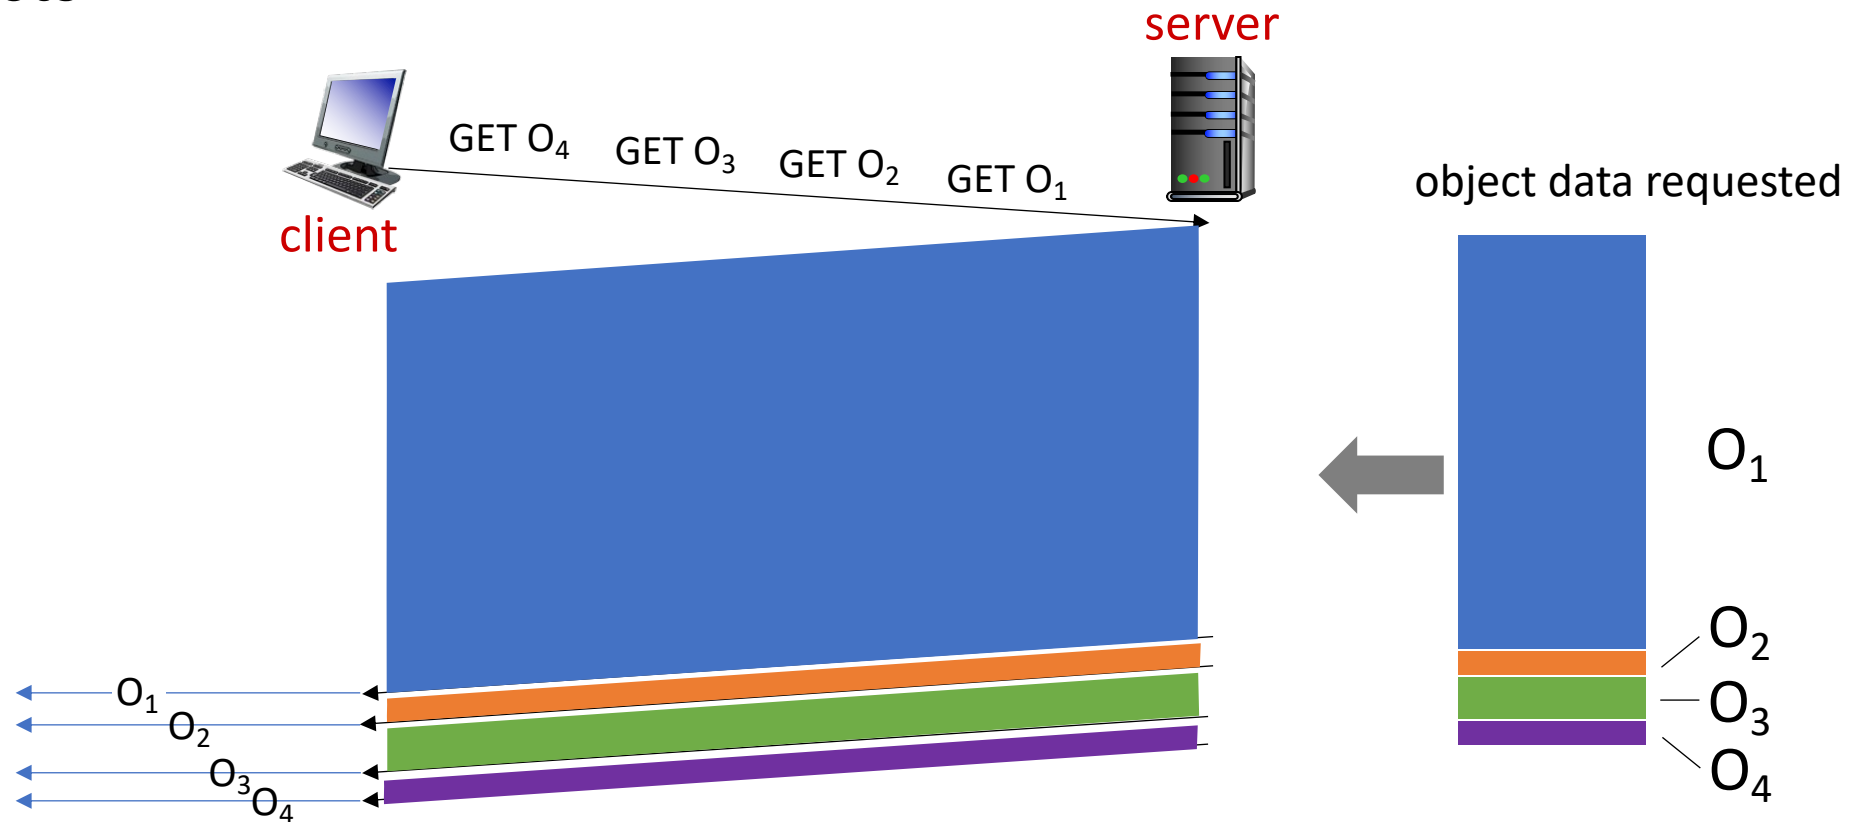 server
GET O₄
GET O₃
GET O₂
GET O₁
object data requested
client
O₁
O₂
O₃
O₄
O₁
O₂
O₃
O₄